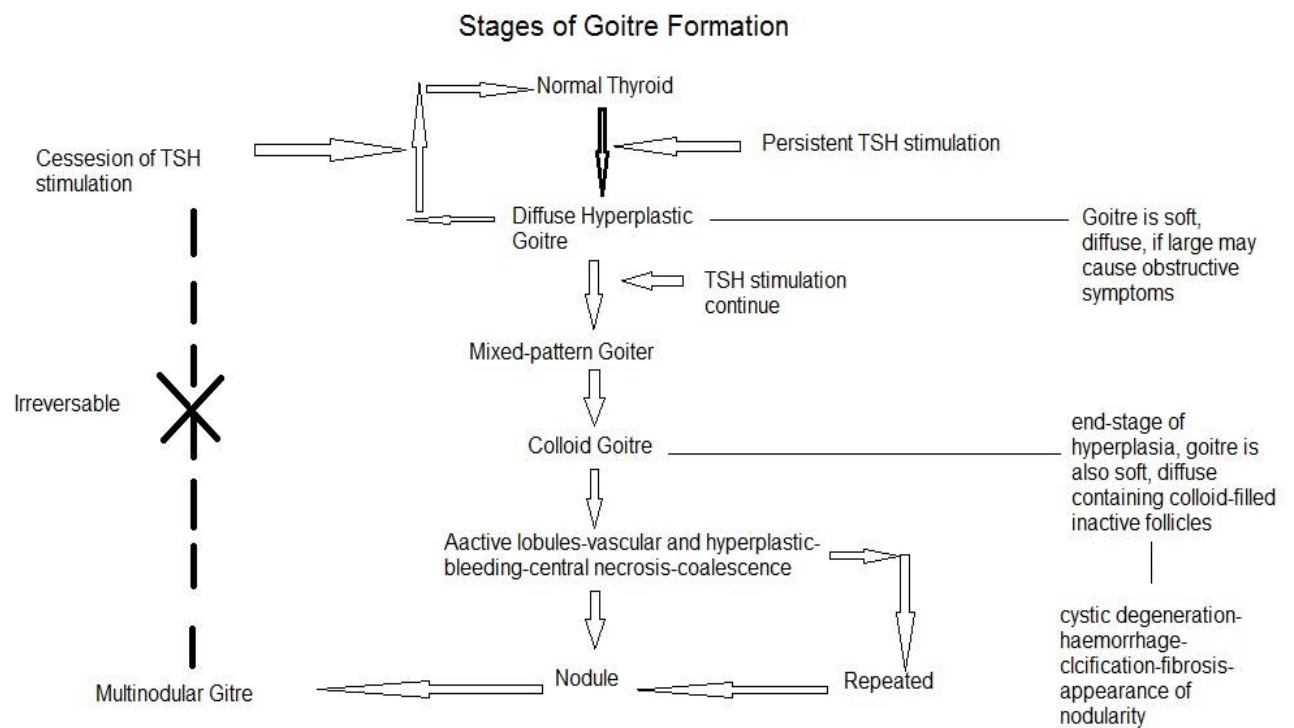 Stages of Goitre Formation
Normal Thyroid
Cessesion of TSH
stimulation
Persistent TSH stimulation
Diffuse Hyperplastic
Goitre
Goitre is soft,
diffuse, if large may
cause obstructive
symptoms
TSH stimulation
continue
Mixed-pattern Goiter
Irreversable
Colloid Goitre
end-stage of
hyperplasia, goitre is
also soft, diffuse
containing colloid-filled
inactive follicles
Aactive lobules-vascular and hyperplastic-
bleeding-central necrosis-coalescence
cystic degeneration-
haemorrhage-
clcification-fibrosis-
appearance of
nodularity
Multinodular Gitre
Nodule
Repeated